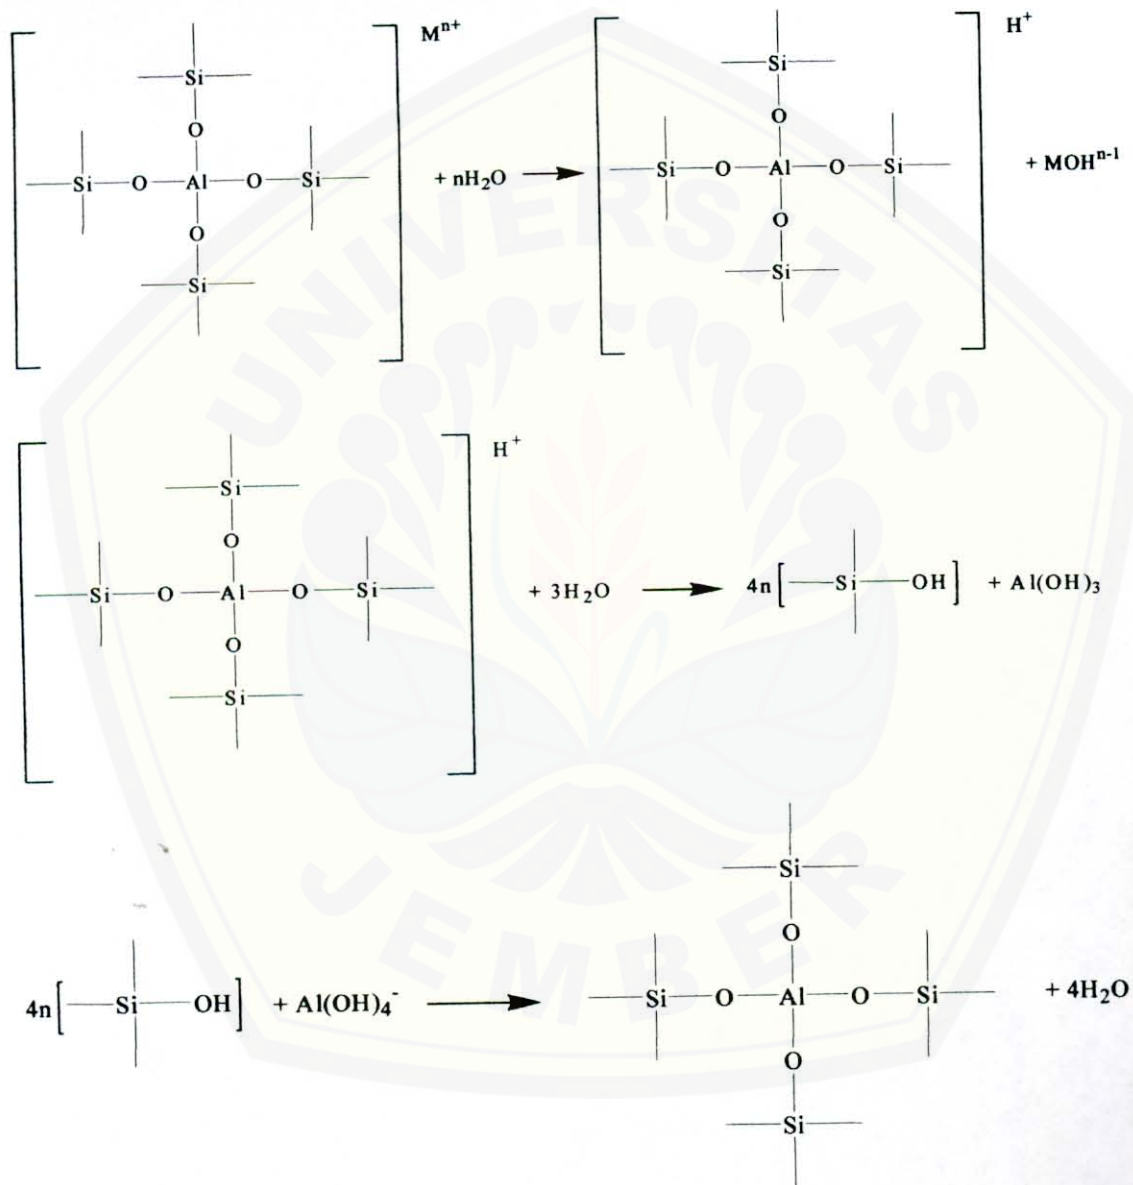 Mⁿ⁺ H⁺
Si Si
O O
Si O Al O Si + nH₂O Si O Al O Si + MOHⁿ⁻¹
O O
Si Si
UNIVERSITAS
H⁺
Si
O
Si O Al O Si + 3H₂O 4n[ Si OH ] + Al(OH)₃
O
Si
JEMBER
Si
O
4n[ Si OH ] + Al(OH)₄⁻ Si O Al O Si + 4H₂O
O
Si